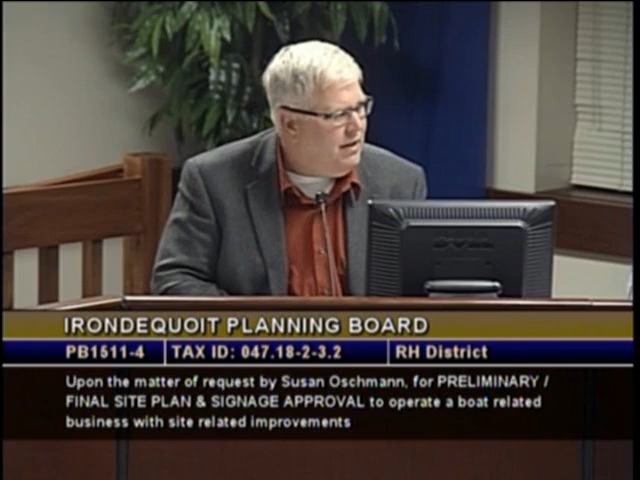 IRONDEQUOIT PLANNING BOARD
PB1511-4 TAX ID: 047.18-2-3.2 RH District
Upon the matter of request by Susan Oschmann, for PRELIMINARY /
FINAL SITE PLAN & SIGNAGE APPROVAL to operate a boat related
business with site related improvements